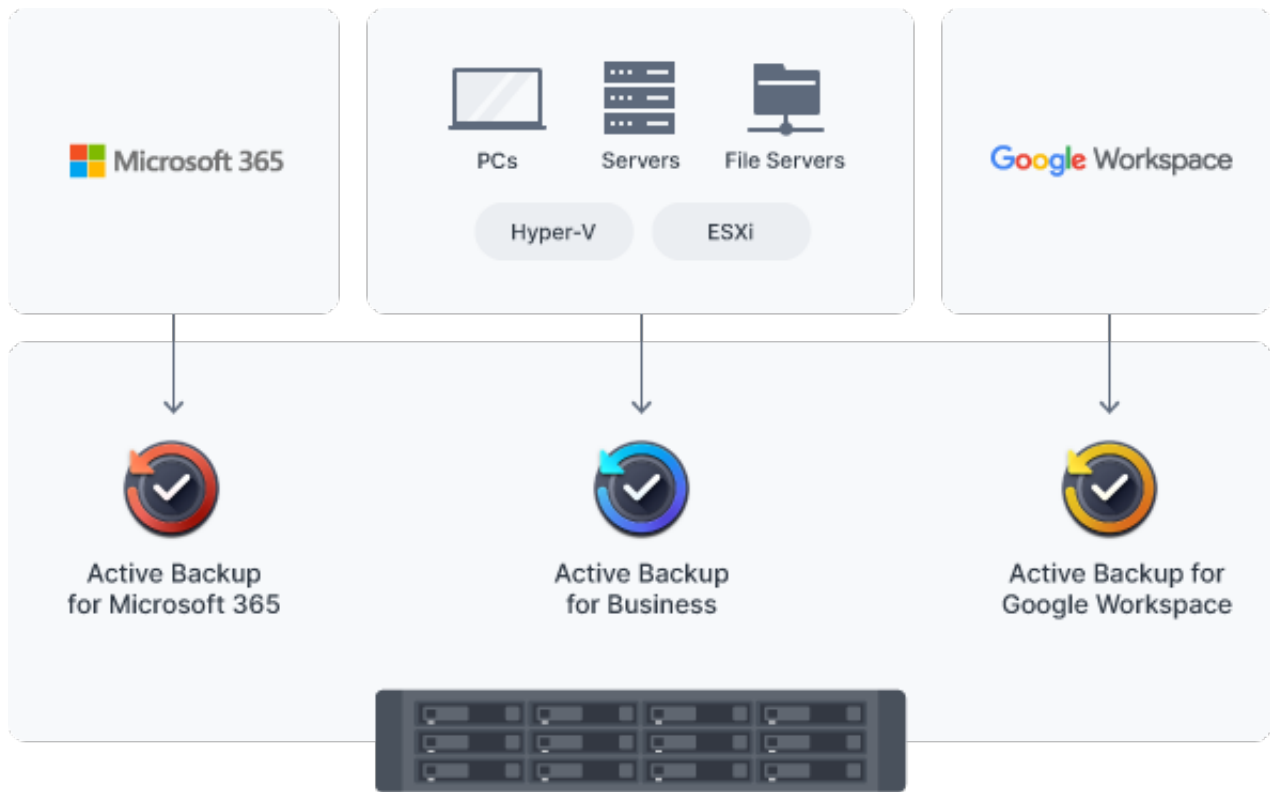 Microsoft 365
PCs
Servers
File Servers
Hyper-V
ESXi
Google Workspace
Active Backup
for Microsoft 365
Active Backup
for Business
Active Backup for
Google Workspace